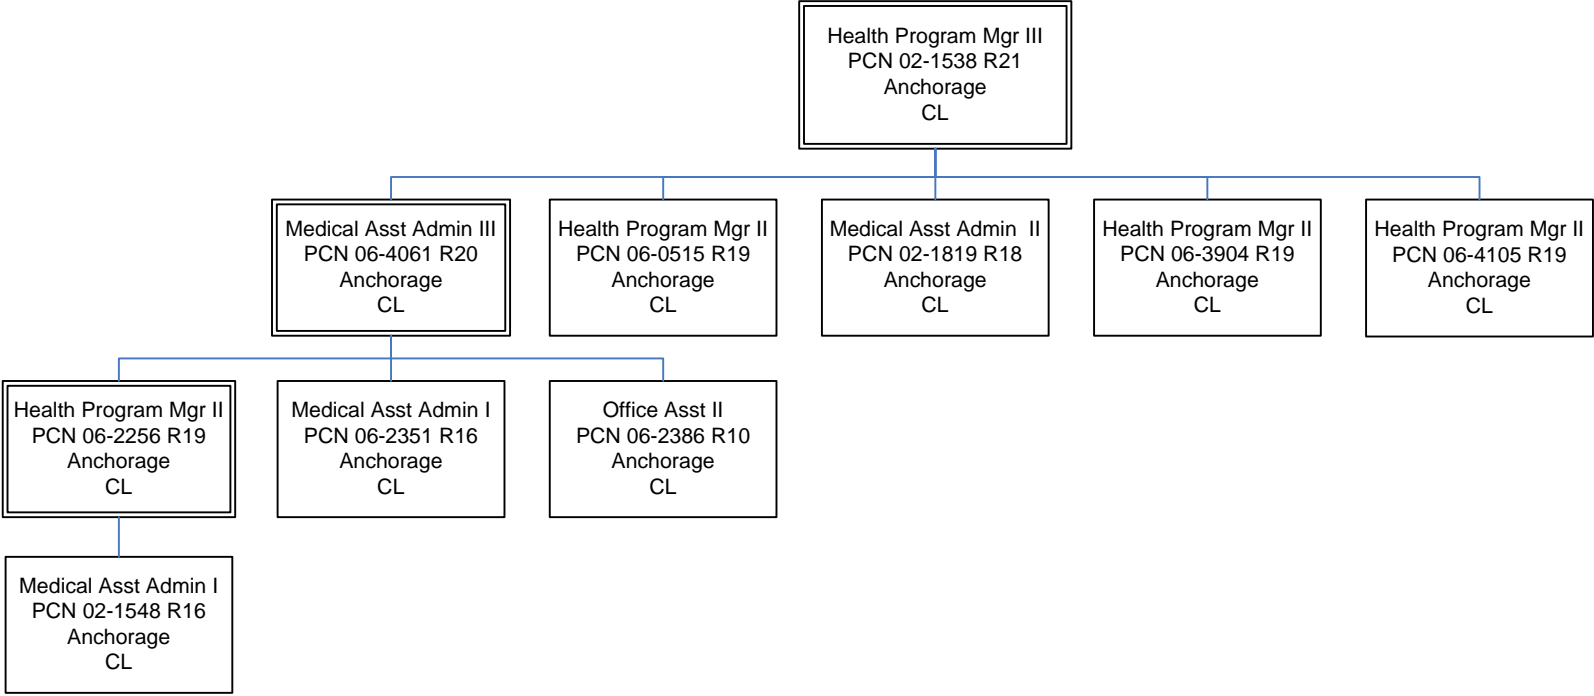 Health Program Mgr III
PCN 02-1538 R21
Anchorage
CL
Medical Asst Admin III
PCN 06-4061 R20
Anchorage
CL
Health Program Mgr II
PCN 06-0515 R19
Anchorage
CL
Medical Asst Admin  II
PCN 02-1819 R18
Anchorage
CL
Health Program Mgr II
PCN 06-3904 R19
Anchorage
CL
Health Program Mgr II
PCN 06-4105 R19
Anchorage
CL
Health Program Mgr II
PCN 06-2256 R19
Anchorage
CL
Medical Asst Admin I
PCN 06-2351 R16
Anchorage
CL
Office Asst II
PCN 06-2386 R10
Anchorage
CL
Medical Asst Admin I
PCN 02-1548 R16
Anchorage
CL